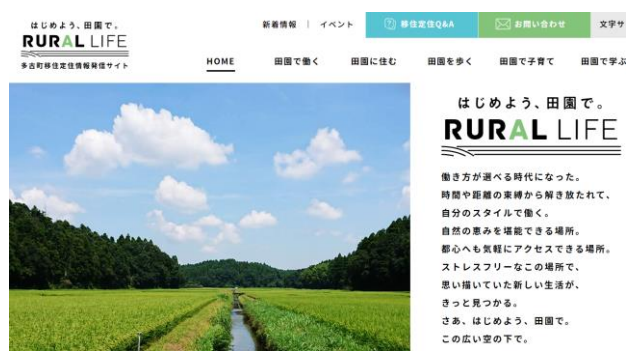 はじめよう、田園で。
RURAL LIFE
多古町移住定住情報発信サイト
新着情報 | イベント
移住定住Q&A
お問い合わせ
文字サ
HOME
田園で働く
田園に住む
田園を歩く
田園で子育て
田園で学ぶ
はじめよう、田園で。
RURAL LIFE
働き方が選べる時代になった。
時間や距離の束縛から解き放たれて、
自分のスタイルで働く。
自然の恵みを堪能できる場所。
都心へも気軽にアクセスできる場所。
ストレスフリーなこの場所で、
思い描いていた新しい生活が、
きっと見つかる。
さあ、はじめよう、田園で。
この広い空の下で。